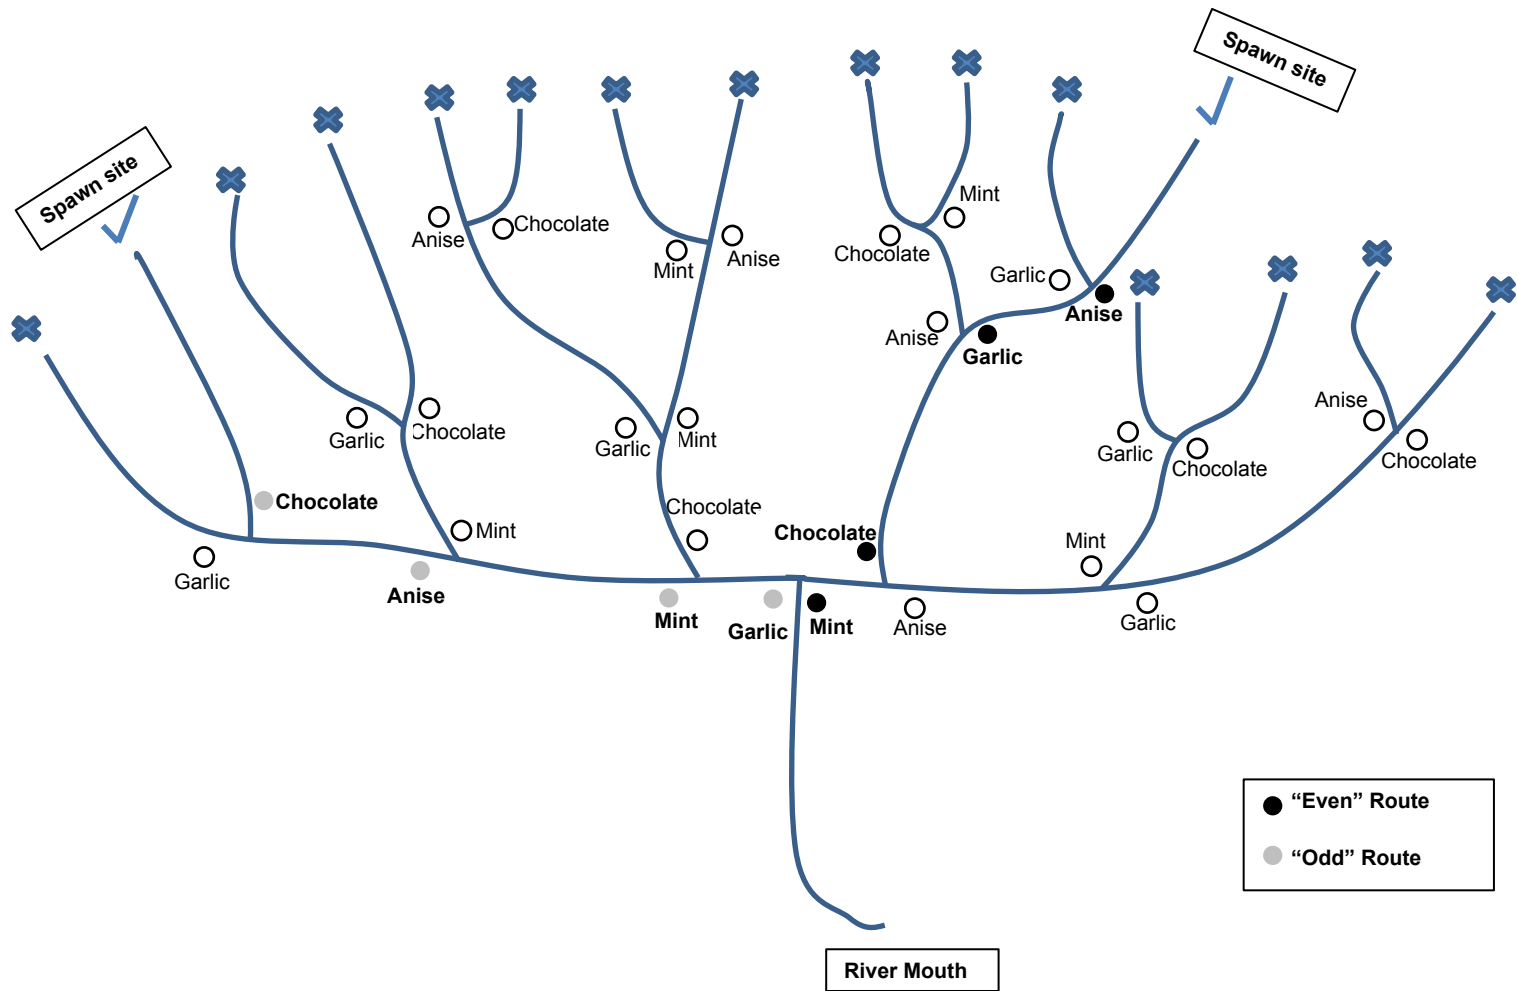 Spawn site
Spawn site
Mint
Anise
Chocolate
Mint
Anise
Chocolate
Garlic
Anise
Anise
Garlic
Garlic
Chocolate
Garlic
Mint
Garlic
Chocolate
Anise
Chocolate
Chocolate
Chocolate
Mint
Chocolate
Mint
Garlic
Anise
Mint
Garlic
Mint
Anise
Garlic
“Even” Route
“Odd” Route
River Mouth